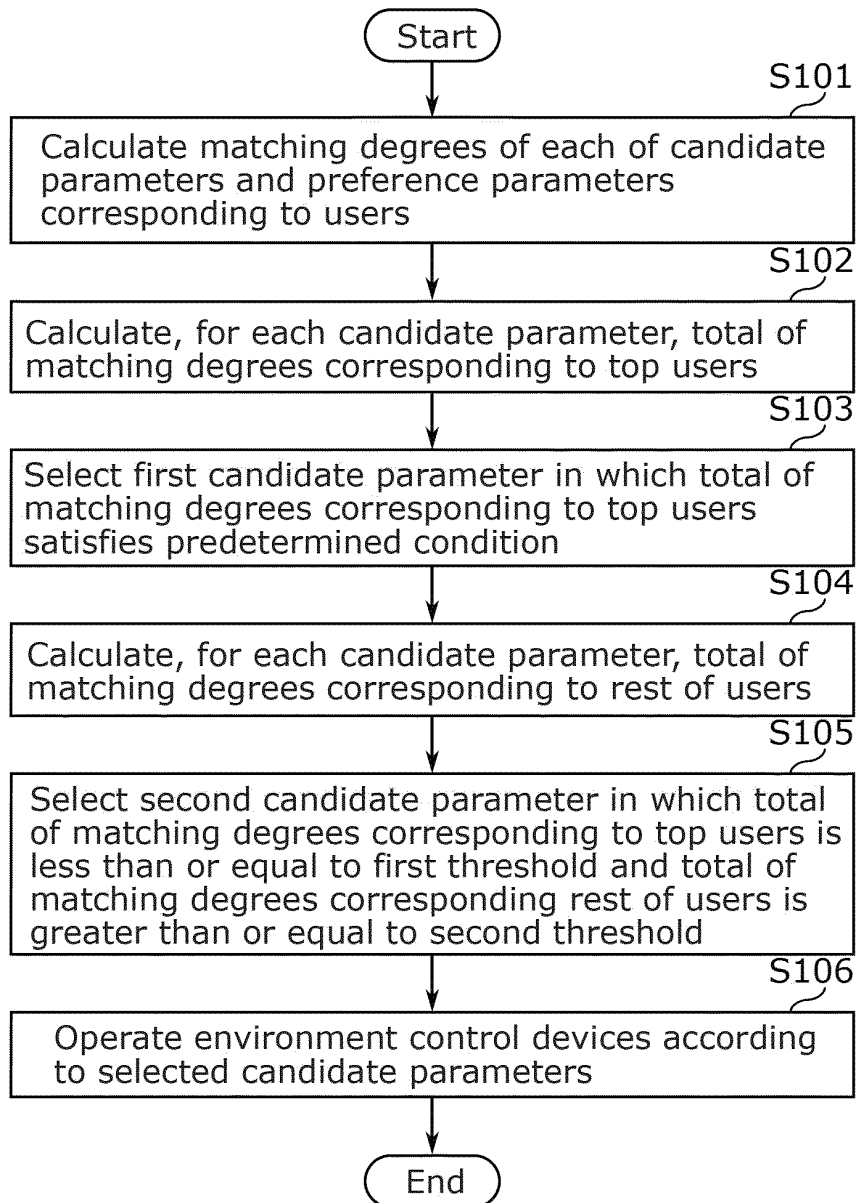 Start
S101
Calculate matching degrees of each of candidate
parameters and preference parameters
corresponding to users
S102
Calculate, for each candidate parameter, total of
matching degrees corresponding to top users
S103
Select first candidate parameter in which total of
matching degrees corresponding to top users
satisfies predetermined condition
S104
Calculate, for each candidate parameter, total of
matching degrees corresponding to rest of users
S105
Select second candidate parameter in which total
of matching degrees corresponding to top users is
less than or equal to first threshold and total of
matching degrees corresponding rest of users is
greater than or equal to second threshold
S106
Operate environment control devices according
to selected candidate parameters
End